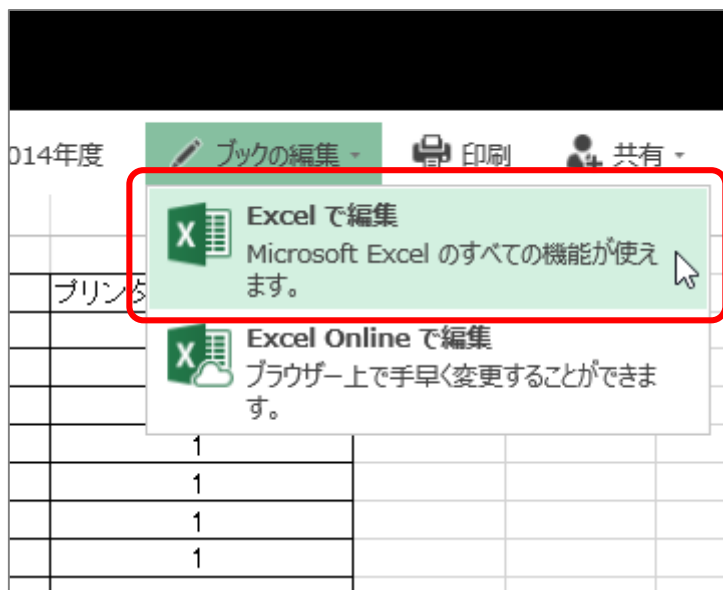 014年度 ブックの編集 印刷 共有
Excel で編集
Microsoft Excel のすべての機能が使え
ます。
プリンタ
Excel Online で編集
ブラウザー上で手早く変更することができま
す。
1
1
1
1